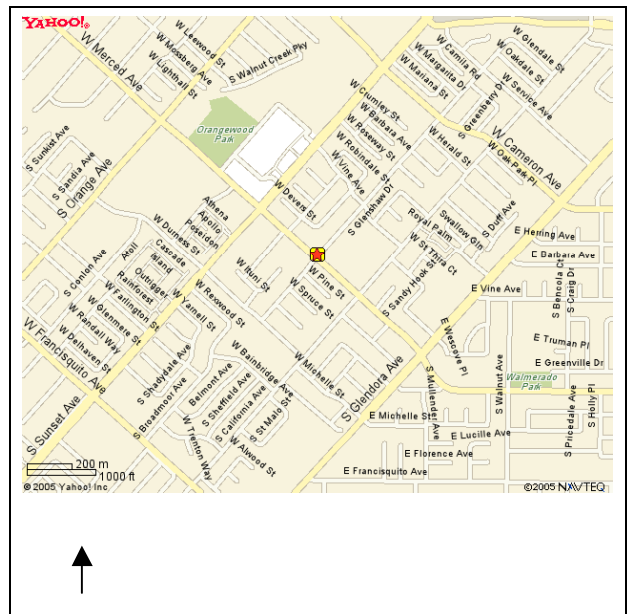 YAHOO!®
W Leewood St
W Mossberg Ave
W Lighthall St
S Walnut Creek Pky
W Merced Ave
W Camila Rd
W Margarita Dr
W Mariana St
W Glendale St
W Oakdale St
W Service Ave
S Greenberry Dr
W Crumley St
W Barbara Ave
W Roseway St
W Robindale St
W Vine Ave
W Herald St
W Cameron Ave
W Oak Park Pl
Orangewood
Park
S Sunkist Ave
S Sandia Ave
S Orange Ave
W Devers St
S Glenshaw Dr
Royal Palm
Swallow Gln
S Duff Ave
Athena
Apollo
Poseidon
W Durness St
Cascade
Island
Atoll
Outrigger
Rainforest
S Conlon Ave
W Farlington St
W Glenmere St
W Randall Way
W Delhaven St
W Francisquito Ave
W Yarnell St
W Rexwood St
W Ituni St
W Pine St
W Spruce St
W St Thira Ct
S Sandy Hook St
E Herring Ave
E Barbara Ave
E Vine Ave
S Bencola Ct
S Craig Dr
E Wescove Pl
E Truman Pl
E Greenville Dr
Walmerado
Park
S Walnut Ave
S Mullender Ave
S Pricedale Ave
S Holly Pl
S Glendora Ave
W Michelle St
W Bainbridge Ave
S Shadydale Ave
S Broadmoor Ave
Belmont Ave
S Sheffield Ave
S California Ave
S St Malo St
W Trenton Way
W Alwood St
S Sunset Ave
E Michelle St
E Lucille Ave
E Florence Ave
E Francisquito Ave
200 m
1000 ft
©2005 Yahoo! Inc
©2005 NAVTEQ